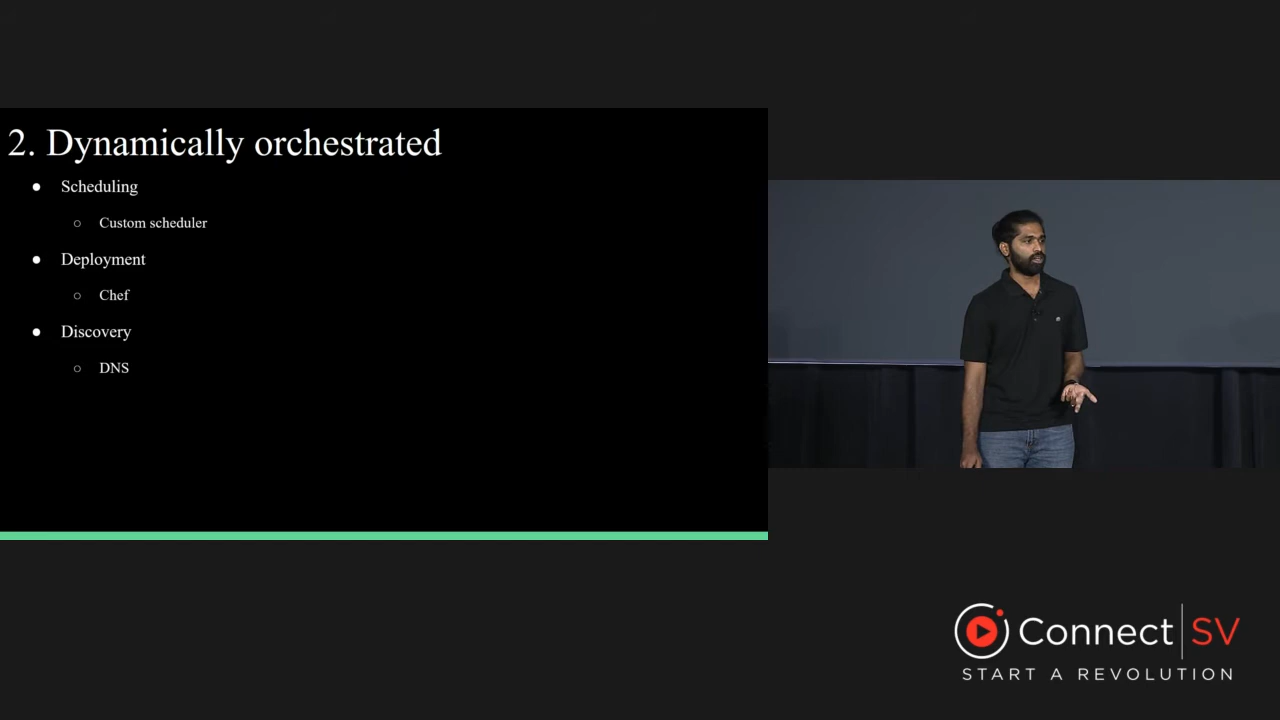 2. Dynamically orchestrated
● Scheduling
○ Custom scheduler
● Deployment
○ Chef
● Discovery
○ DNS
Connect | SV
START A REVOLUTION